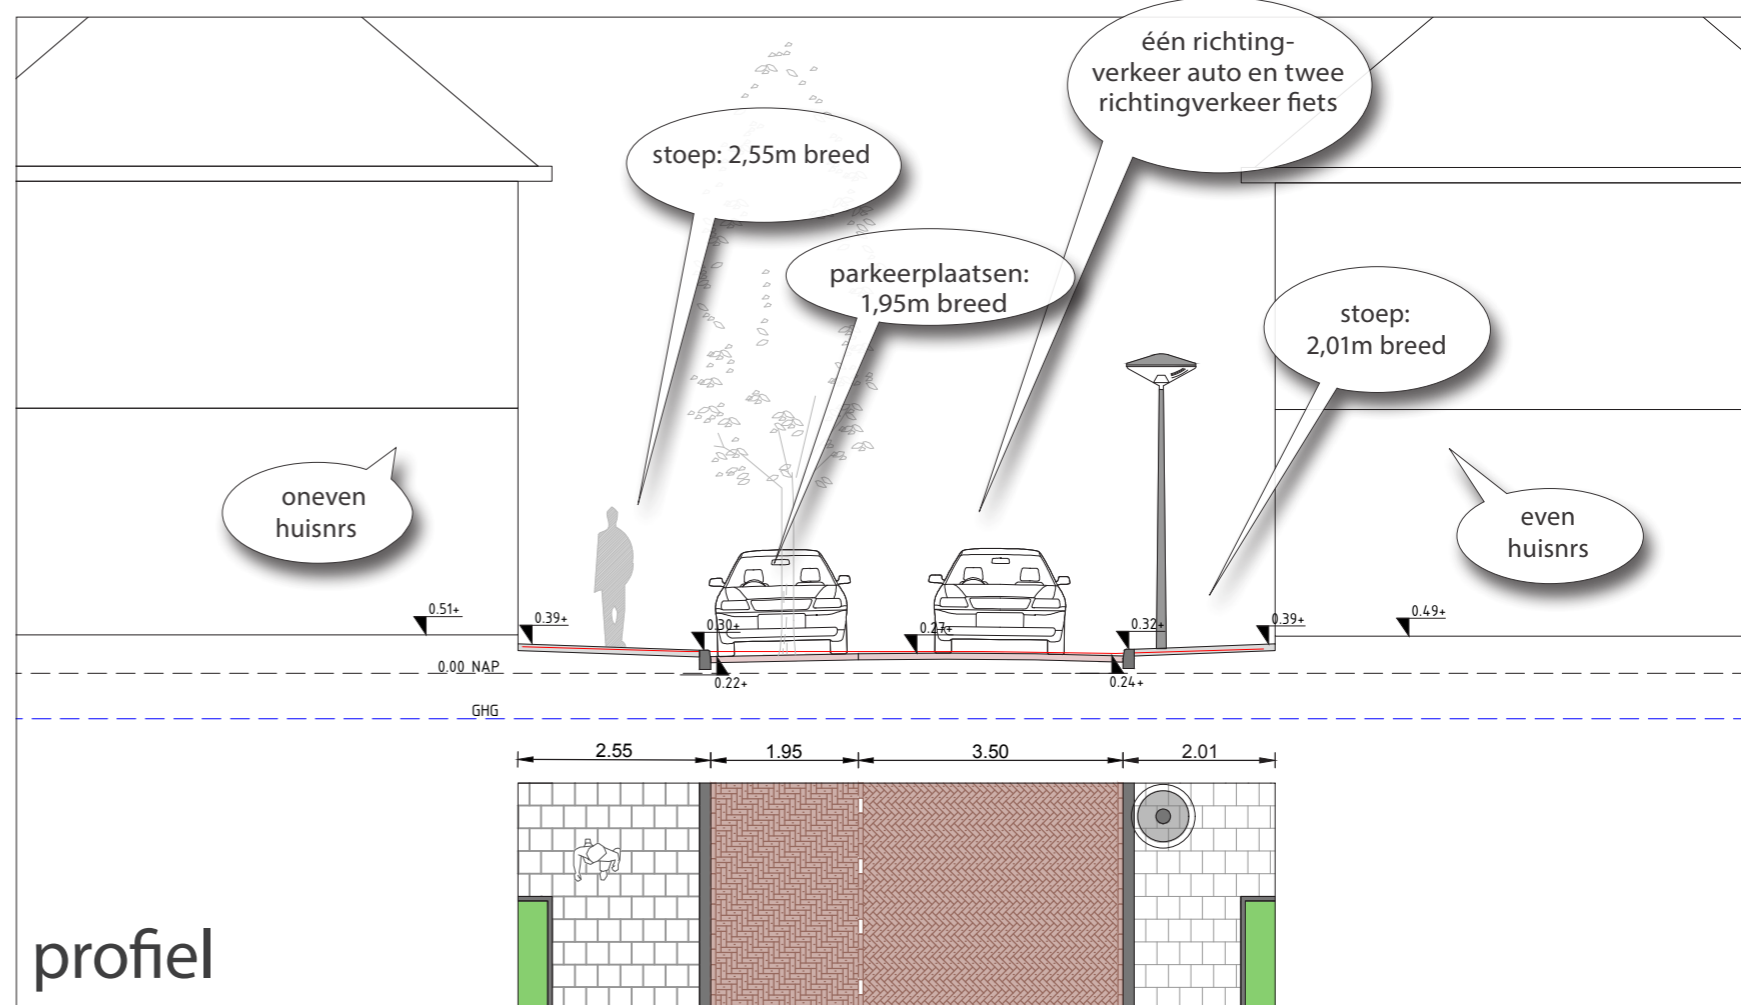 één richting-
verkeer auto en twee
richtingverkeer fiets
stoep: 2,55m breed
parkeerplaatsen:
1,95m breed
stoep:
2,01m breed
oneven
huisnrs
even
huisnrs
0.51+
0.39+
0.30+
0.27+
0.32+
0.39+
0.49+
0.00 NAP
0.22+
0.24+
GHG
2.55
1.95
3.50
2.01
profiel